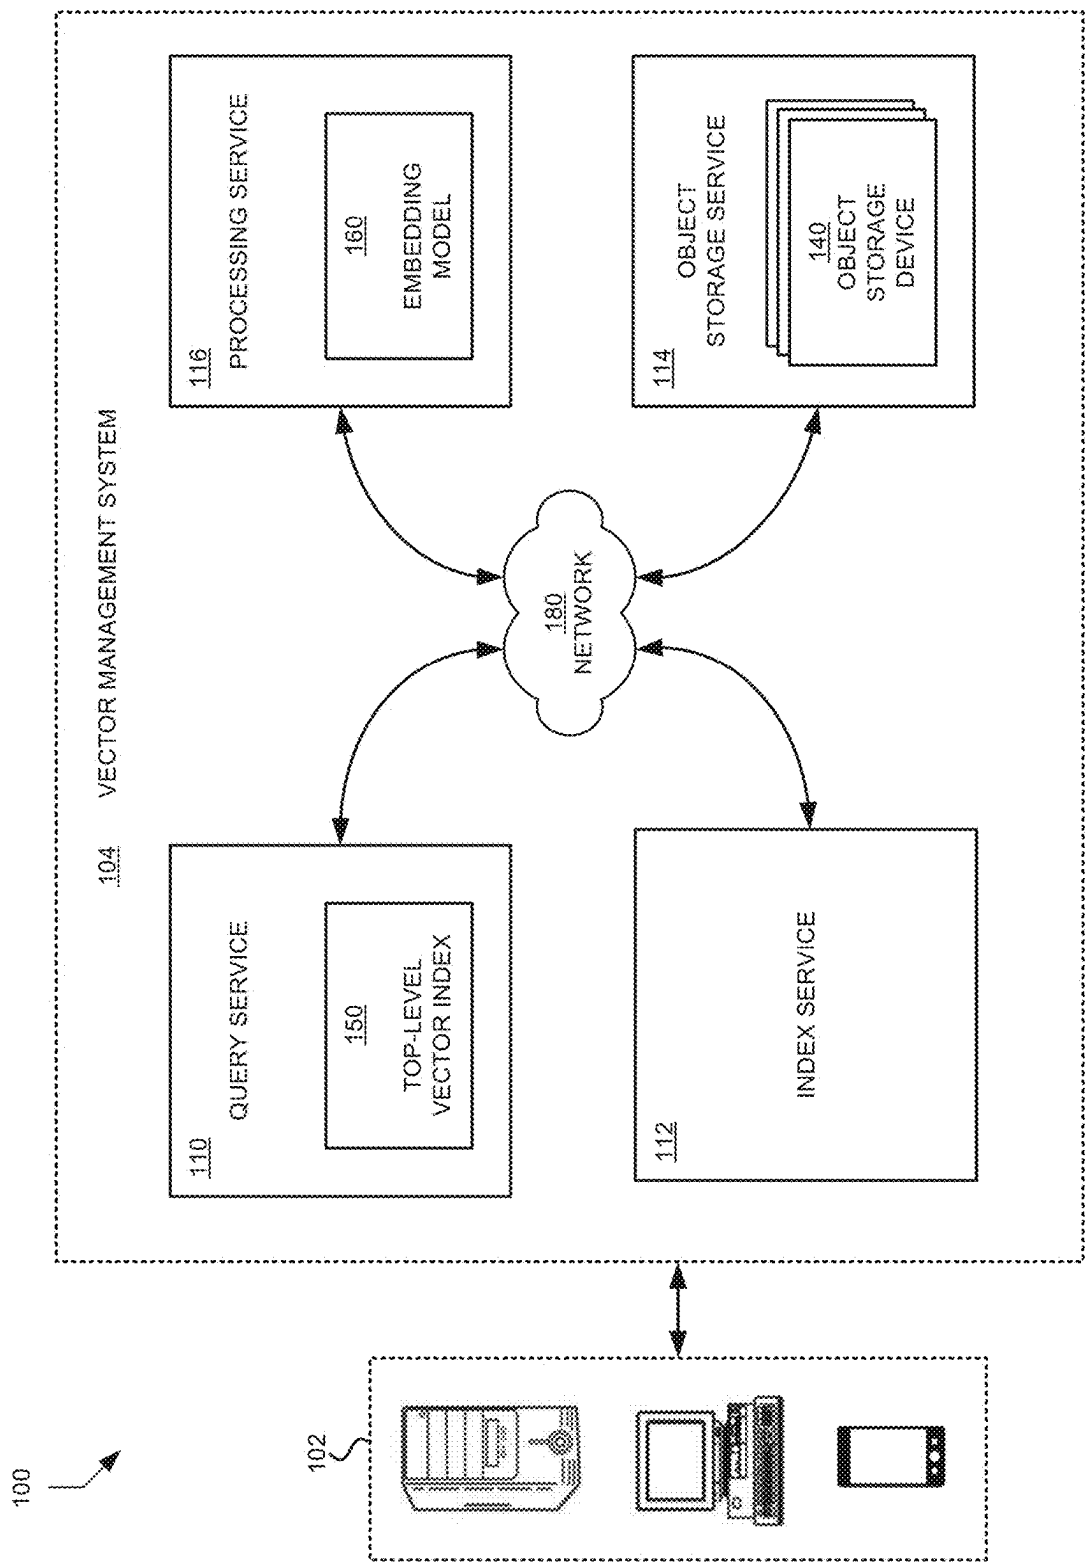 100
102
104 VECTOR MANAGEMENT SYSTEM
110
QUERY SERVICE
150
TOP-LEVEL
VECTOR INDEX
116
PROCESSING SERVICE
160
EMBEDDING
MODEL
180
NETWORK
112
INDEX SERVICE
114
OBJECT
STORAGE SERVICE
140
OBJECT
STORAGE
DEVICE